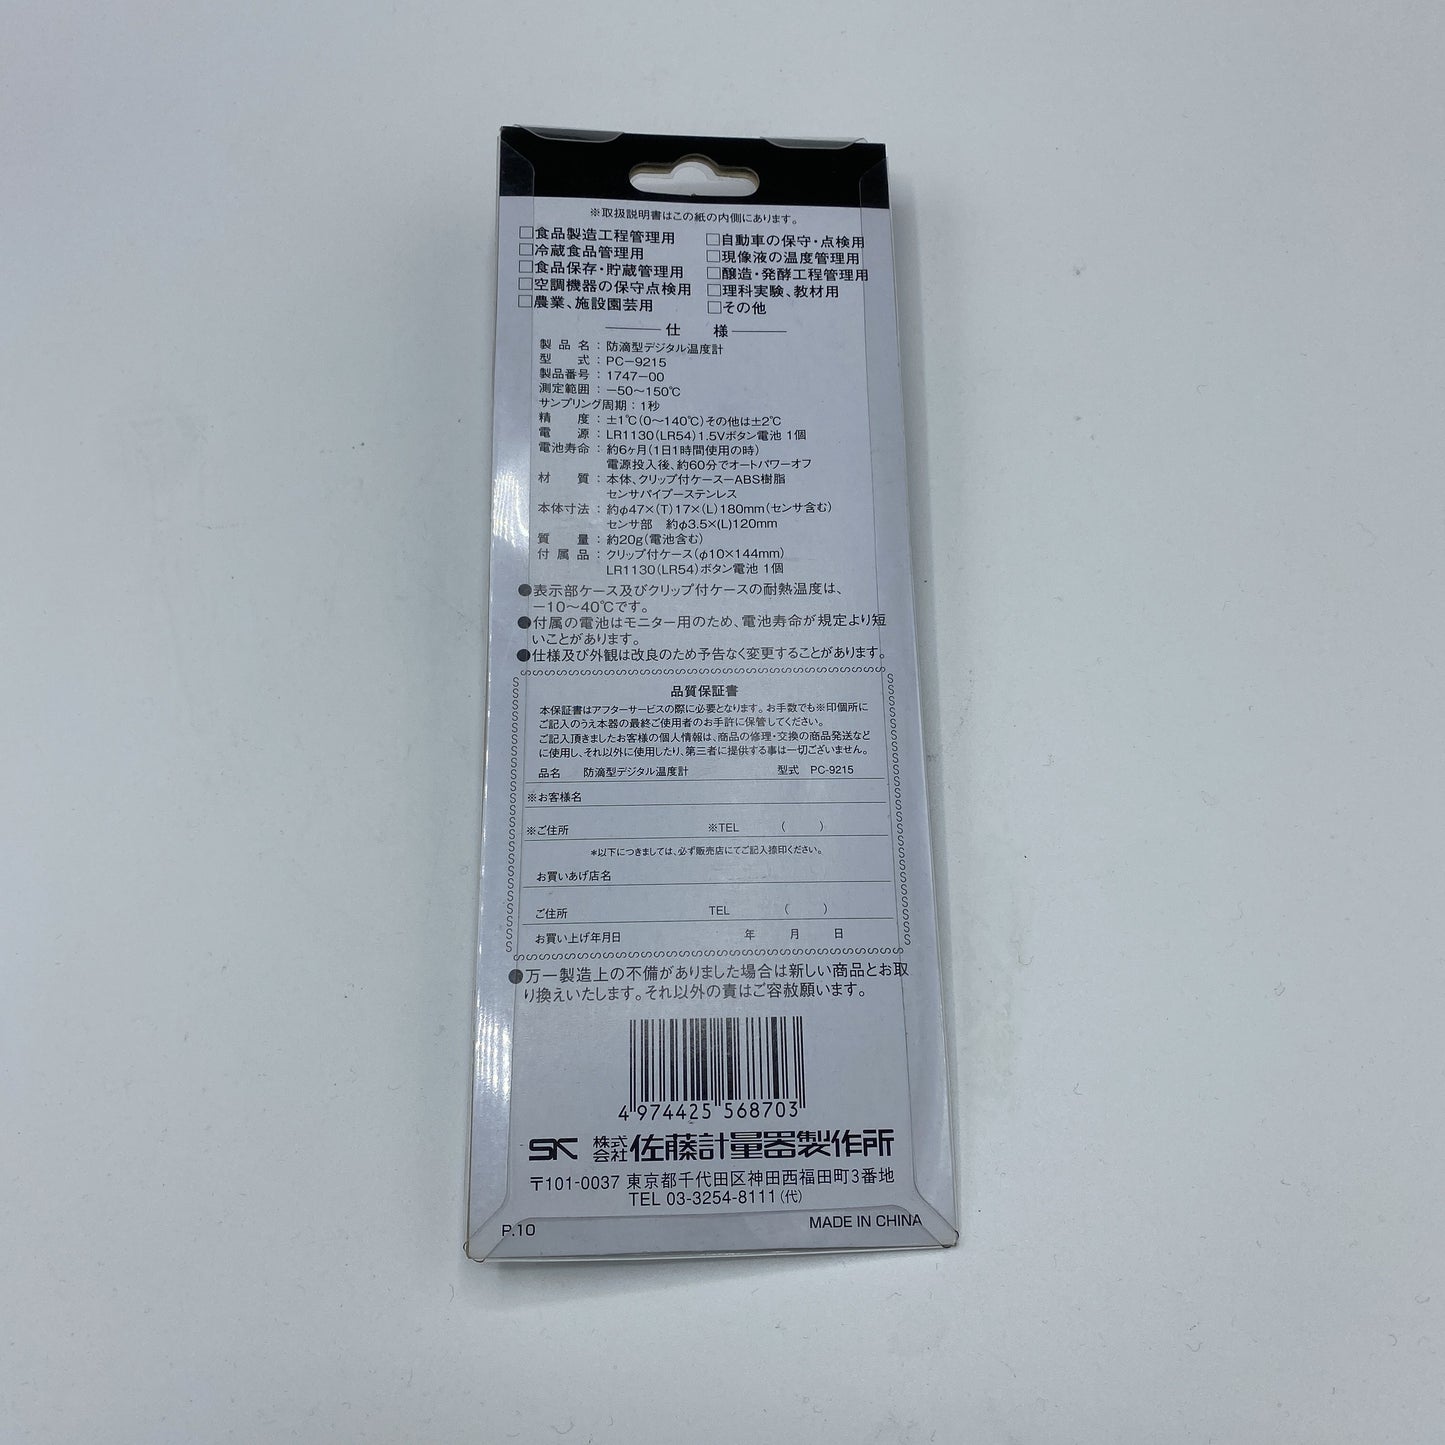 ※取扱説明書はこの紙の内側にあります。
□食品製造工程管理用 □自動車の保守・点検用
□冷蔵食品管理用 □現像液の温度管理用
□食品保存・貯蔵管理用 □醸造・発酵工程管理用
□空調機器の保守点検用 □理科実験、教材用
□農業、施設園芸用 □その他
仕 様
製品名：防滴型デジタル温度計
型式：PC-9215
製品番号：1747-00
測定範囲：-50～150℃
サンプリング周期：1秒
精度：±1℃(0～140℃)その他は±2℃
電源：LR1130(LR54)1.5Vボタン電池 1個
電池寿命：約6ヶ月(1日1時間使用の時)
電源投入後、約60分でオートパワーオフ
材質：本体、クリップ付ケース－ABS樹脂
センサパイプ－ステンレス
本体寸法：約φ47×(T)17×(L)180mm(センサ含む)
センサ部 約φ3.5×(L)120mm
質量：約20g(電池含む)
付属品：クリップ付ケース(φ10×144mm)
LR1130(LR54)ボタン電池 1個
●表示部ケース及びクリップ付ケースの耐熱温度は、
-10～40℃です。
●付属の電池はモニター用のため、電池寿命が規定より短
いことがあります。
●仕様及び外観は改良のため予告なく変更することがあります。
品質保証書
本保証書はアフターサービスの際に必要となります。お手数でも※印個所に
ご記入のうえ本器の最終ご使用者のお手許に保管してください。
ご記入頂きましたお客様の個人情報は、商品の修理・交換の商品発送など
に使用し、それ以外に使用したり、第三者に提供する事は一切ございません。
品名 防滴型デジタル温度計 型式 PC-9215
※お客様名
※ご住所 ※TEL ( )
*以下につきましては、必ず販売店にてご記入捺印ください。
お買いあげ店名
ご住所 TEL ( )
お買い上げ年月日 年 月 日
●万一製造上の不備がありました場合は新しい商品とお取
り換えいたします。それ以外の責はご容赦願います。
4 974425 568703
SK 株式会社 佐藤計量器製作所
〒101-0037 東京都千代田区神田西福田町3番地
TEL 03-3254-8111(代)
P.10 MADE IN CHINA